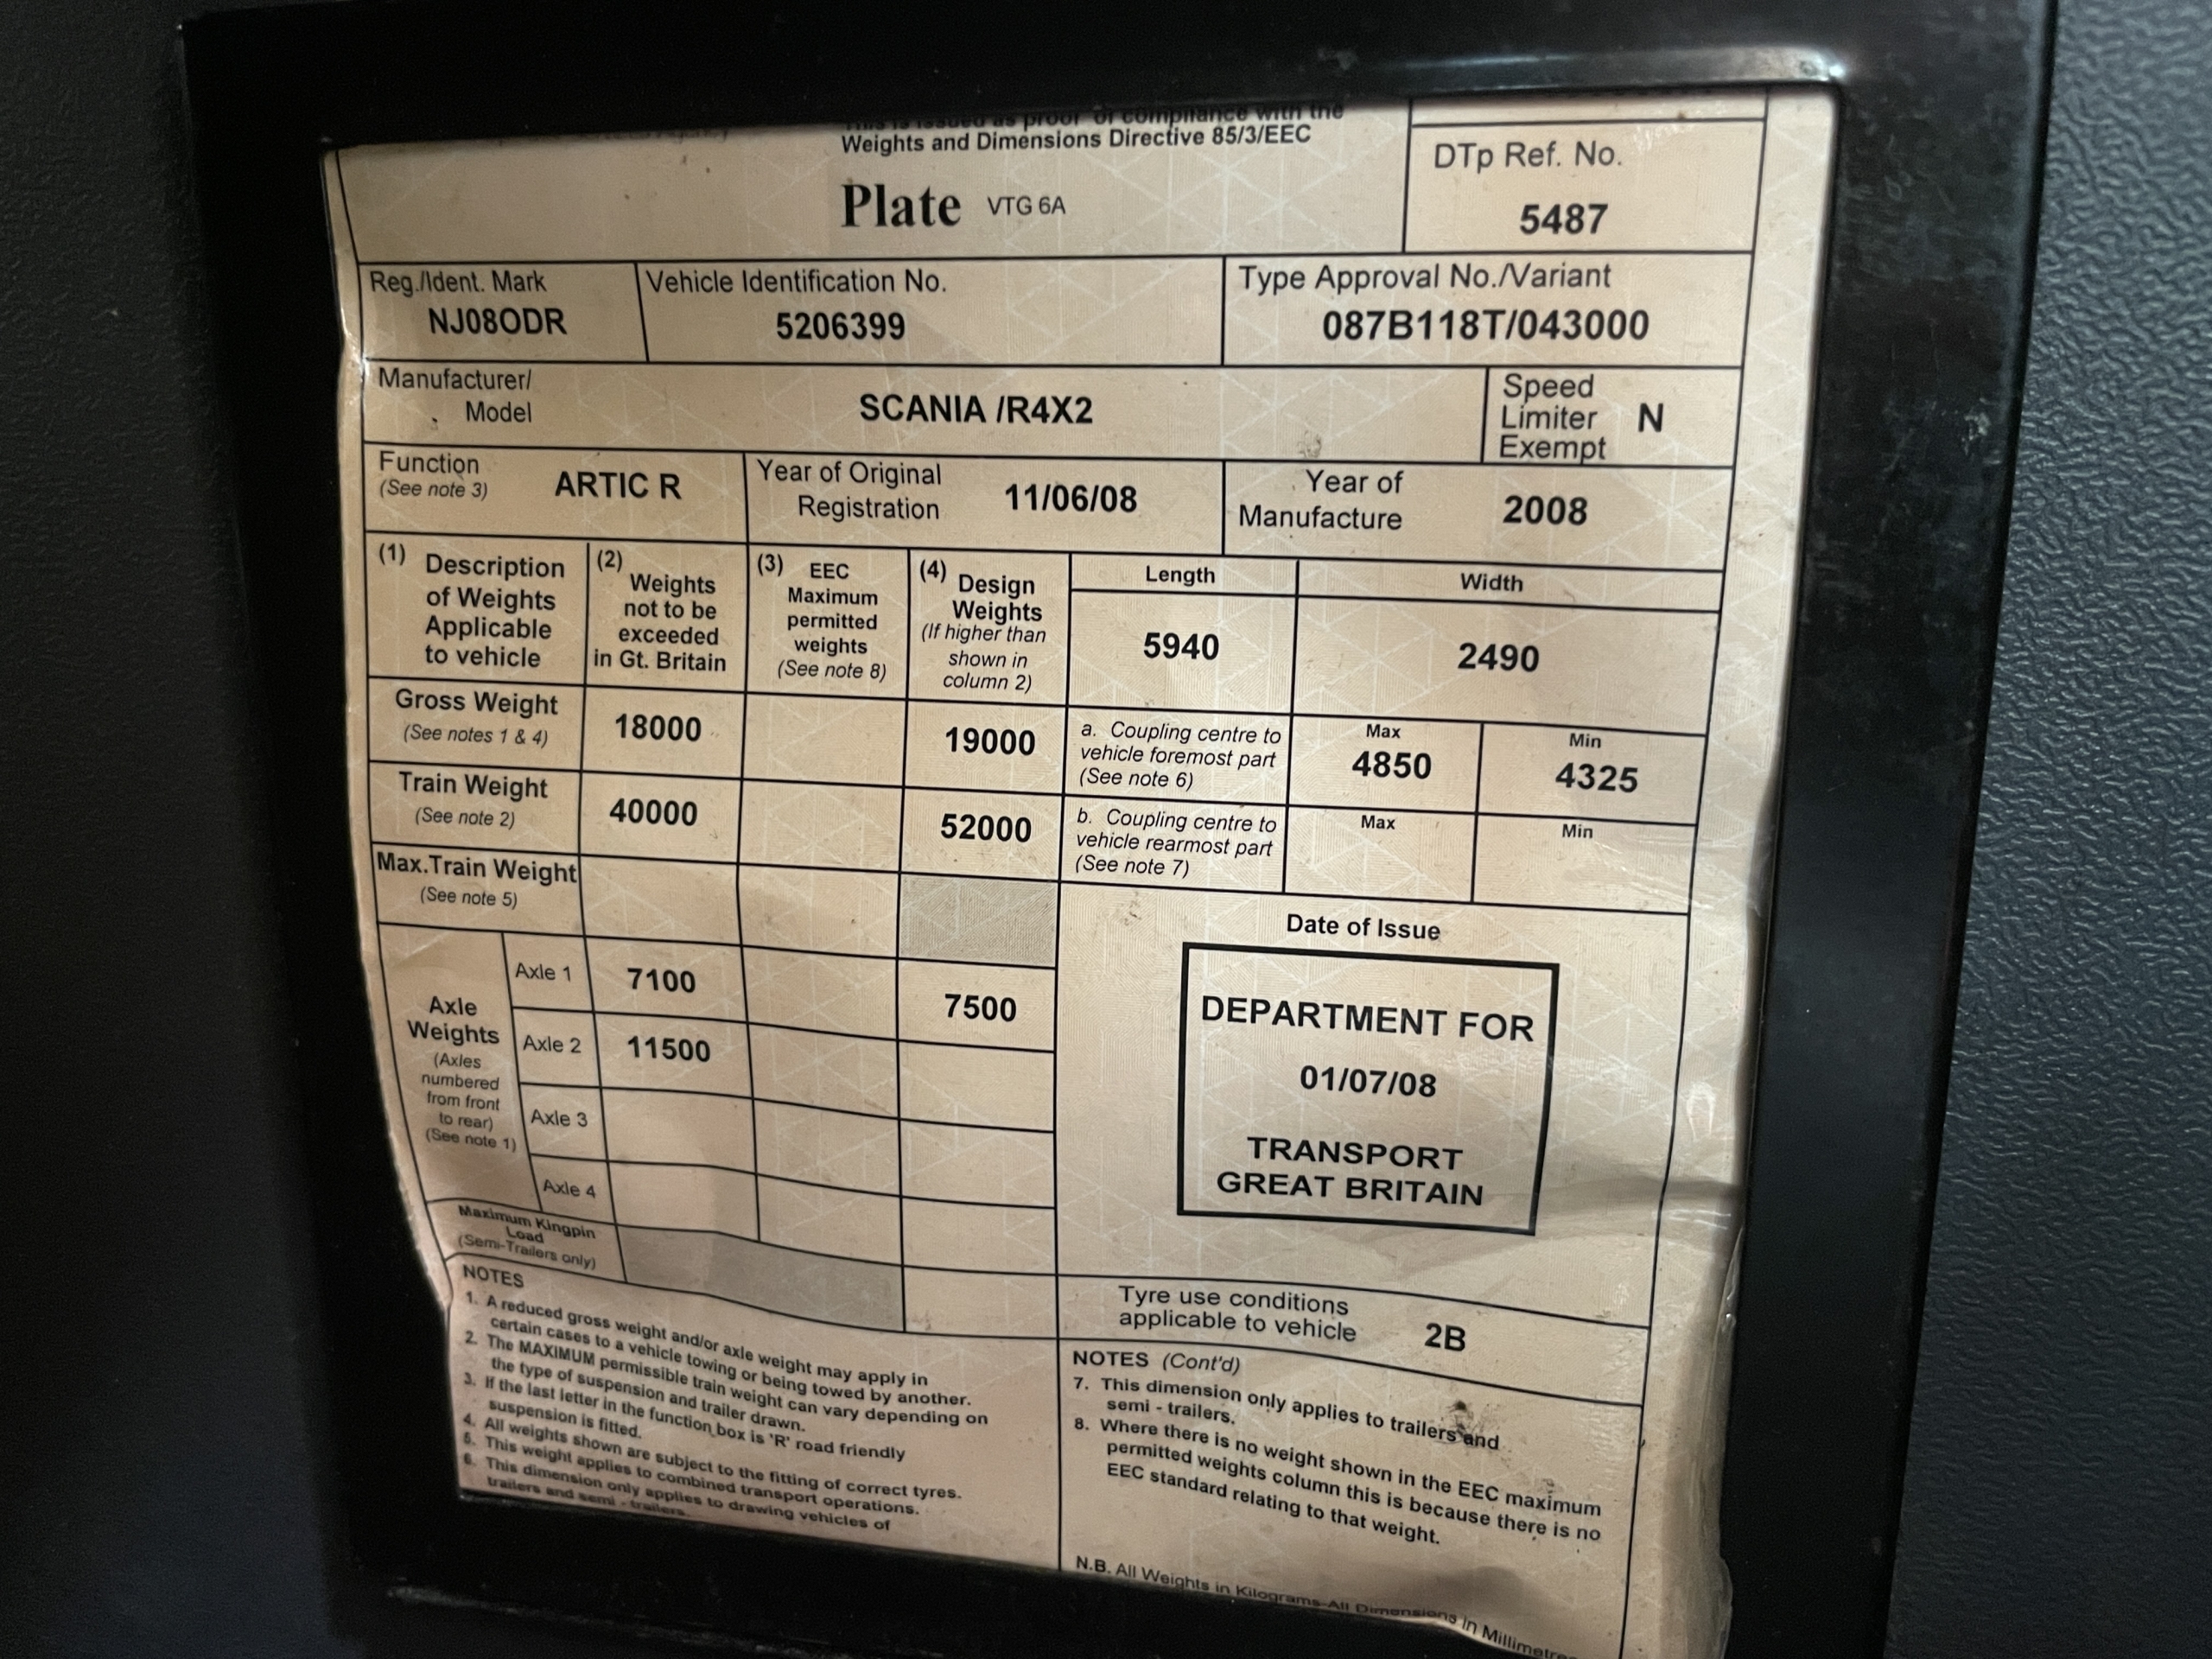 This is issued as proof of compliance with the
Weights and Dimensions Directive 85/3/EEC
Plate VTG 6A
DTp Ref. No.
5487
Reg./Ident. Mark
NJ08ODR
Vehicle Identification No.
5206399
Type Approval No./Variant
087B118T/043000
Manufacturer/
Model
SCANIA /R4X2
Speed
Limiter
Exempt
N
Function
(See note 3)
ARTIC R
Year of Original
Registration
11/06/08
Year of
Manufacture
2008
(1) Description
of Weights
Applicable
to vehicle
(2) Weights
not to be
exceeded
in Gt. Britain
(3) EEC
Maximum
permitted
weights
(See note 8)
(4) Design
Weights
(If higher than
shown in
column 2)
Length
5940
Width
2490
Gross Weight
(See notes 1 & 4)
18000
19000
a. Coupling centre to
vehicle foremost part
(See note 6)
Max
4850
Min
4325
Train Weight
(See note 2)
40000
52000
b. Coupling centre to
vehicle rearmost part
(See note 7)
Max
Min
Max.Train Weight
(See note 5)
Axle
Weights
(Axles
numbered
from front
to rear)
(See note 1)
Axle 1
7100
7500
Axle 2
11500
Axle 3
Axle 4
Maximum Kingpin
Load
(Semi-Trailers only)
Date of Issue
DEPARTMENT FOR
01/07/08
TRANSPORT
GREAT BRITAIN
Tyre use conditions
applicable to vehicle
2B
NOTES
1. A reduced gross weight and/or axle weight may apply in
certain cases to a vehicle towing or being towed by another.
2. The MAXIMUM permissible train weight can vary depending on
the type of suspension and trailer drawn.
3. If the last letter in the function box is 'R' road friendly
suspension is fitted.
4. All weights shown are subject to the fitting of correct tyres.
5. This weight applies to combined transport operations.
6. This dimension only applies to drawing vehicles of
trailers and semi - trailers.
NOTES (Cont'd)
7. This dimension only applies to trailers and
semi - trailers.
8. Where there is no weight shown in the EEC maximum
permitted weights column this is because there is no
EEC standard relating to that weight.
N.B. All Weights in Kilograms-All Dimensions in Millimetres